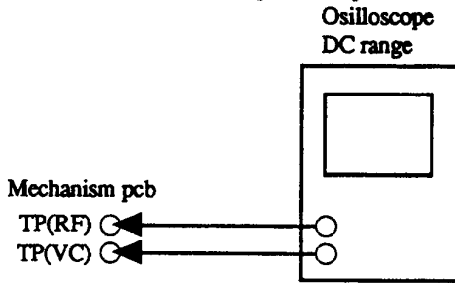 Osilloscope
DC range
Mechanism pcb
TP(RF)
TP(VC)